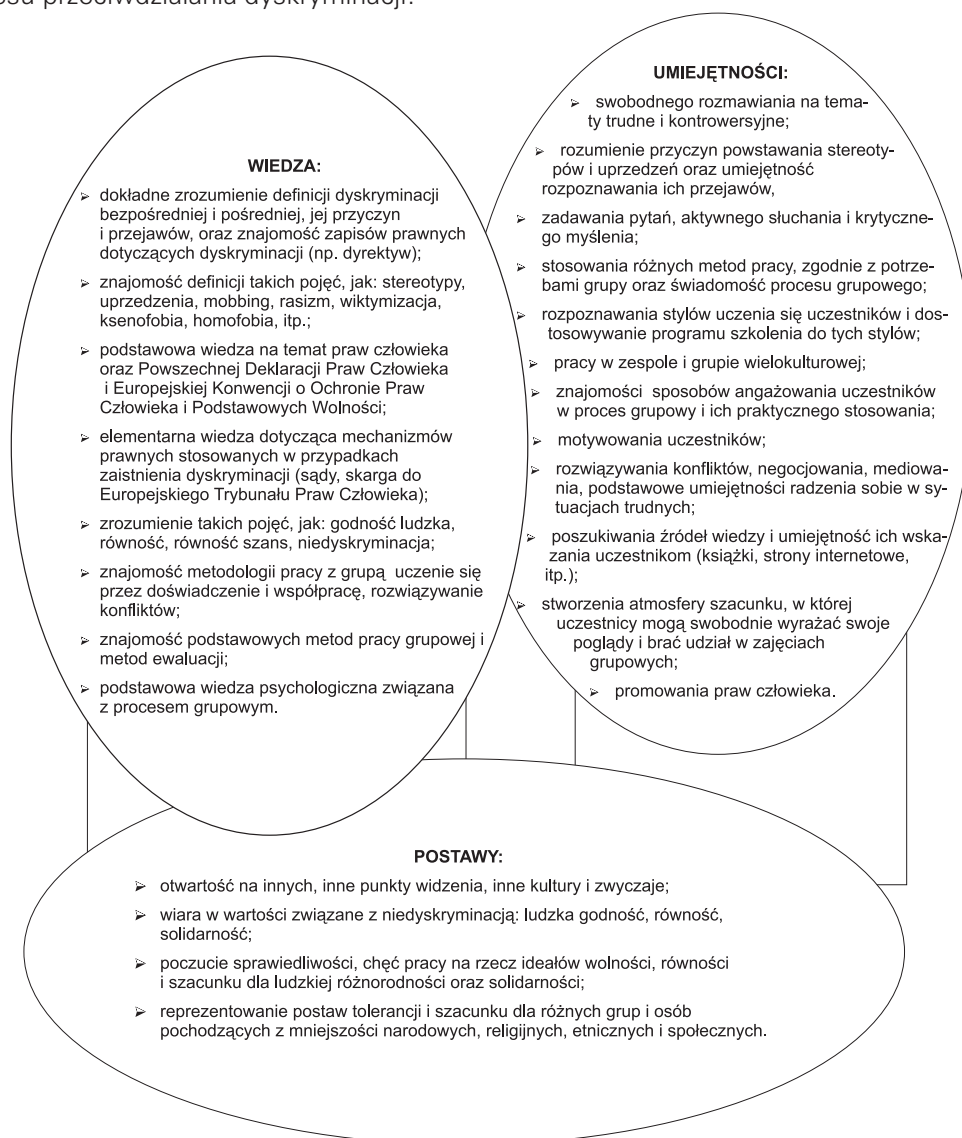 su przeciwdziałania dyskryminacji.
WIEDZA:
➢ dokładne zrozumienie definicji dyskryminacji
bezpośredniej i pośredniej, jej przyczyn
i przejawów, oraz znajomość zapisów prawnych
dotyczących dyskryminacji (np. dyrektyw);
➢ znajomość definicji takich pojęć, jak: stereotypy,
uprzedzenia, mobbing, rasizm, wiktymizacja,
ksenofobia, homofobia, itp.;
➢ podstawowa wiedza na temat praw człowieka
oraz Powszechnej Deklaracji Praw Człowieka
i Europejskiej Konwencji o Ochronie Praw
Człowieka i Podstawowych Wolności;
➢ elementarna wiedza dotycząca mechanizmów
prawnych stosowanych w przypadkach
zaistnienia dyskryminacji (sądy, skarga do
Europejskiego Trybunału Praw Człowieka);
➢ zrozumienie takich pojęć, jak: godność ludzka,
równość, równość szans, niedyskryminacja;
➢ znajomość metodologii pracy z grupą uczenie się
przez doświadczenie i współpracę, rozwiązywanie
konfliktów;
➢ znajomość podstawowych metod pracy grupowej i
metod ewaluacji;
➢ podstawowa wiedza psychologiczna związana
z procesem grupowym.
UMIEJĘTNOŚCI:
➢ swobodnego rozmawiania na tema-
ty trudne i kontrowersyjne;
➢ rozumienie przyczyn powstawania stereoty-
pów i uprzedzeń oraz umiejętność
rozpoznawania ich przejawów,
➢ zadawania pytań, aktywnego słuchania i krytyczne-
go myślenia;
➢ stosowania różnych metod pracy, zgodnie z potrze-
bami grupy oraz świadomość procesu grupowego;
➢ rozpoznawania stylów uczenia się uczestników i dos-
tosowywanie programu szkolenia do tych stylów;
➢ pracy w zespole i grupie wielokulturowej;
➢ znajomości sposobów angażowania uczestników
w proces grupowy i ich praktycznego stosowania;
➢ motywowania uczestników;
➢ rozwiązywania konfliktów, negocjowania, mediowa-
nia, podstawowe umiejętności radzenia sobie w sy-
tuacjach trudnych;
➢ poszukiwania źródeł wiedzy i umiejętność ich wska-
zania uczestnikom (książki, strony internetowe,
itp.);
➢ stworzenia atmosfery szacunku, w której
uczestnicy mogą swobodnie wyrażać swoje
poglądy i brać udział w zajęciach
grupowych;
➢ promowania praw człowieka.
POSTAWY:
➢ otwartość na innych, inne punkty widzenia, inne kultury i zwyczaje;
➢ wiara w wartości związane z niedyskryminacją: ludzka godność, równość,
solidarność;
➢ poczucie sprawiedliwości, chęć pracy na rzecz ideałów wolności, równości
i szacunku dla ludzkiej różnorodności oraz solidarności;
➢ reprezentowanie postaw tolerancji i szacunku dla różnych grup i osób
pochodzących z mniejszości narodowych, religijnych, etnicznych i społecznych.